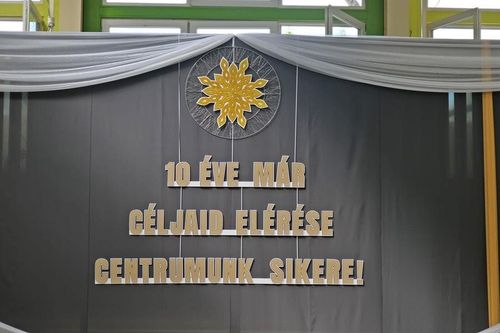 10 ÉVE MÁR
CÉLJAID ELÉRÉSE
CENTRUMUNK SIKERE!